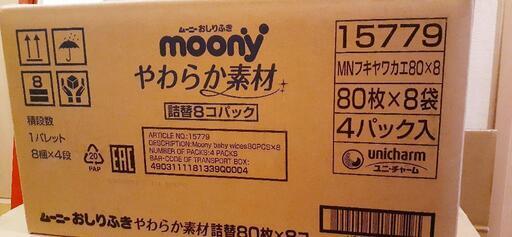 ムーニーおしりふき
moony
やわらか素材
詰替8コパック
15779
MNフキヤワカエ80×8
80枚×8袋
4パック入
unicharm
ユニ・チャーム
8
積段数
1パレット
8梱×4段
20
PAP
EAC
ARTICLE NO.:15779
DESCRIPTION:Moony baby wipes80PCS×8
NUMBER OF PACKS:4 PACKS
BAR-CODE OF TRANSPORT BOX:
4903111181339Q0004
ムーニーおしりふきやわらか素材詰替80枚×8コ